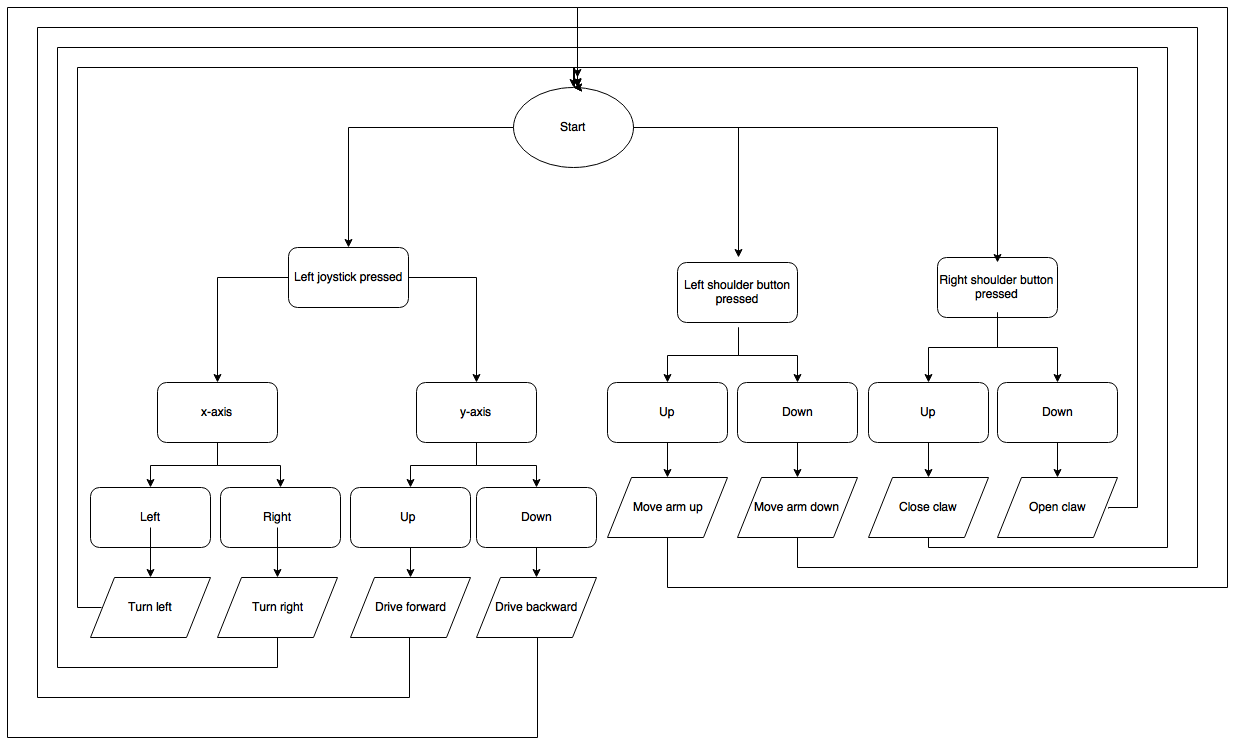 Start
Left joystick pressed
Left shoulder button
pressed
Right shoulder button
pressed
x-axis
y-axis
Up
Down
Up
Down
Left
Right
Up
Down
Move arm up
Move arm down
Close claw
Open claw
Turn left
Turn right
Drive forward
Drive backward